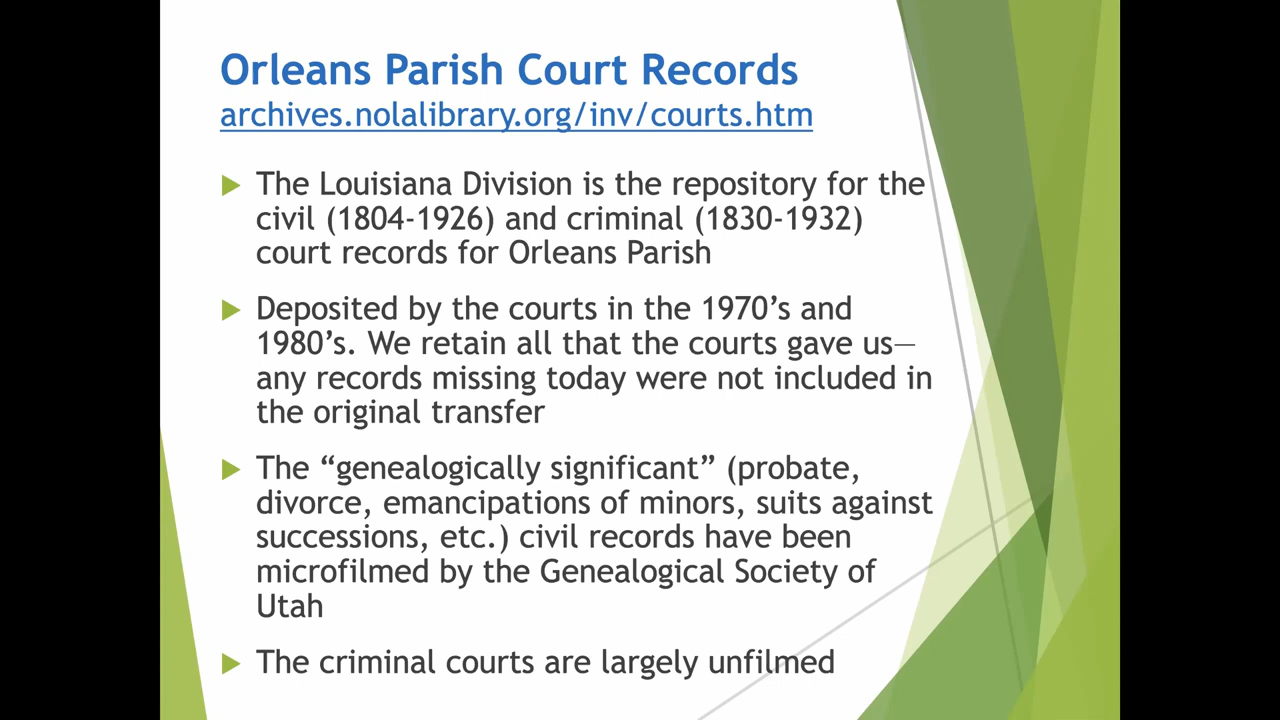 Orleans Parish Court Records
archives.nolalibrary.org/inv/courts.htm
The Louisiana Division is the repository for the
civil (1804-1926) and criminal (1830-1932)
court records for Orleans Parish
Deposited by the courts in the 1970’s and
1980’s. We retain all that the courts gave us—
any records missing today were not included in
the original transfer
The “genealogically significant” (probate,
divorce, emancipations of minors, suits against
successions, etc.) civil records have been
microfilmed by the Genealogical Society of
Utah
The criminal courts are largely unfilmed